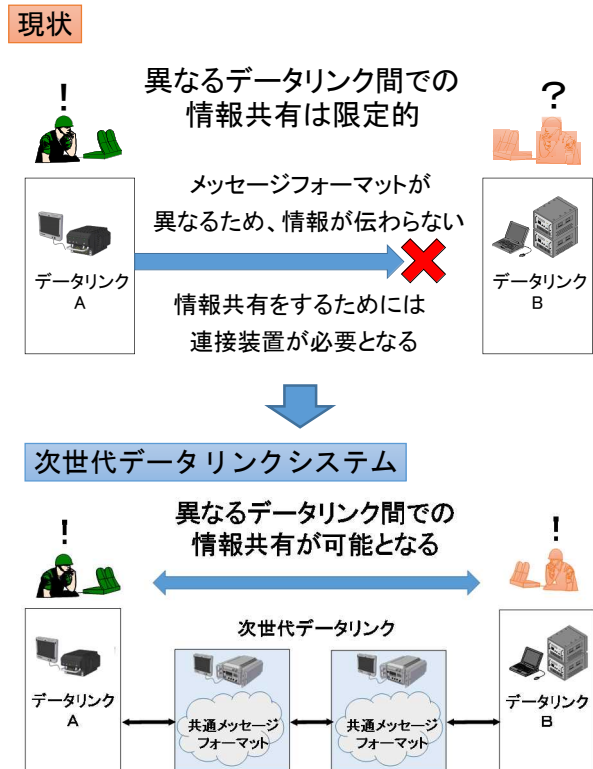 現状
異なるデータリンク間での
情報共有は限定的
!
?
メッセージフォーマットが
異なるため、情報が伝わらない
データリンク
A
データリンク
B
情報共有をするためには
連接装置が必要となる
次世代データリンクシステム
異なるデータリンク間での
情報共有が可能となる
!
!
次世代データリンク
データリンク
A
共通メッセージ
フォーマット
共通メッセージ
フォーマット
データリンク
B